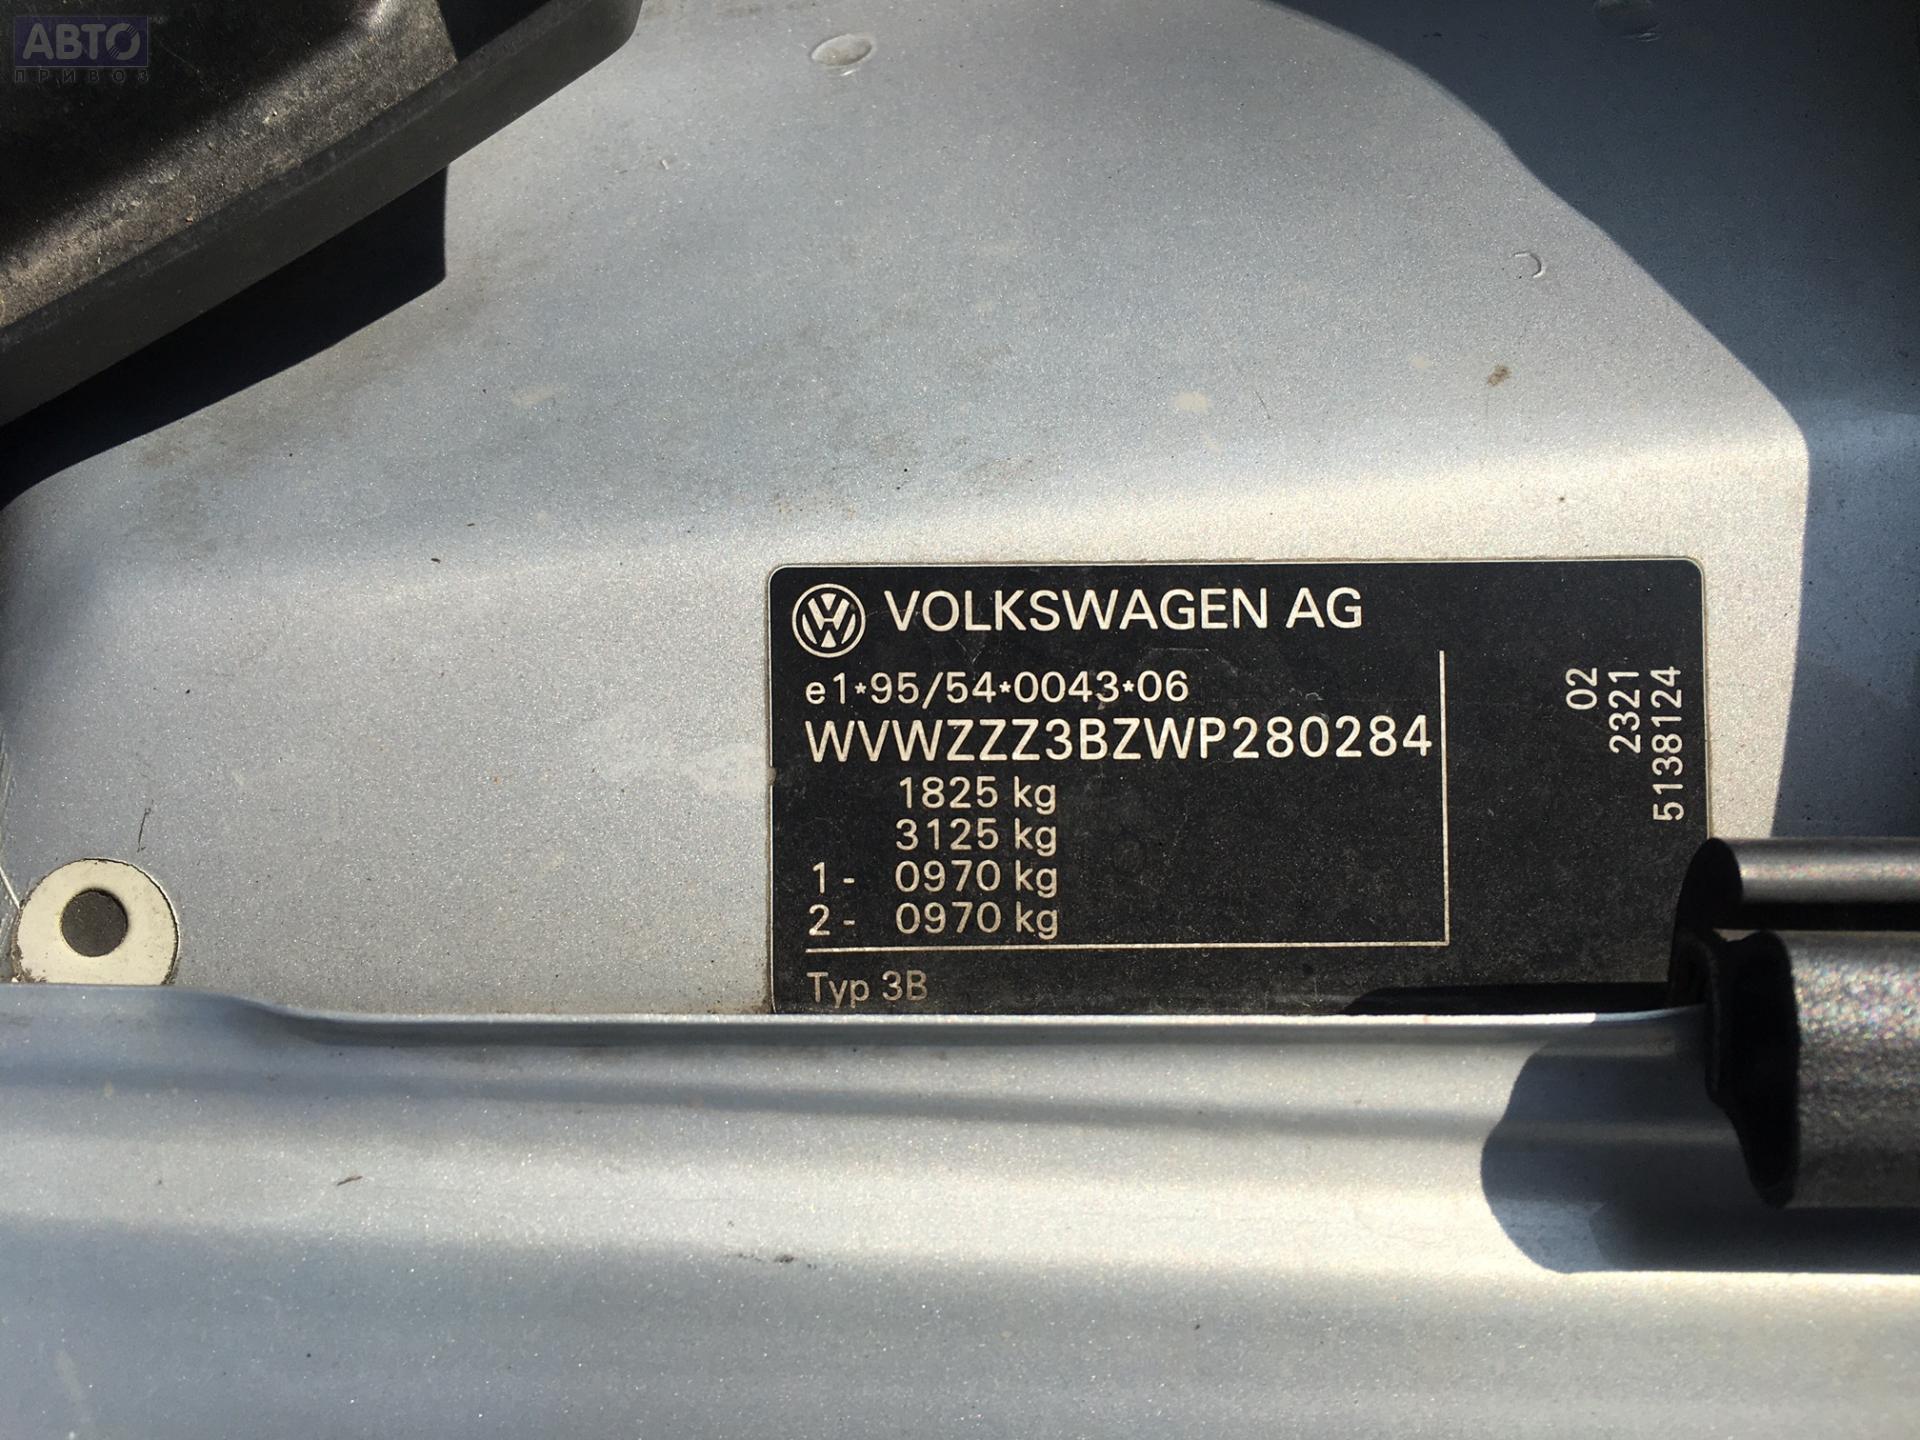 АВТО
ПРИВОЗ
VOLKSWAGEN AG
e1*95/54*0043*06
WVWZZZ3BZWP280284
1825 kg
3125 kg
1- 0970 kg
2- 0970 kg
Typ 3B
02
2321
5138124